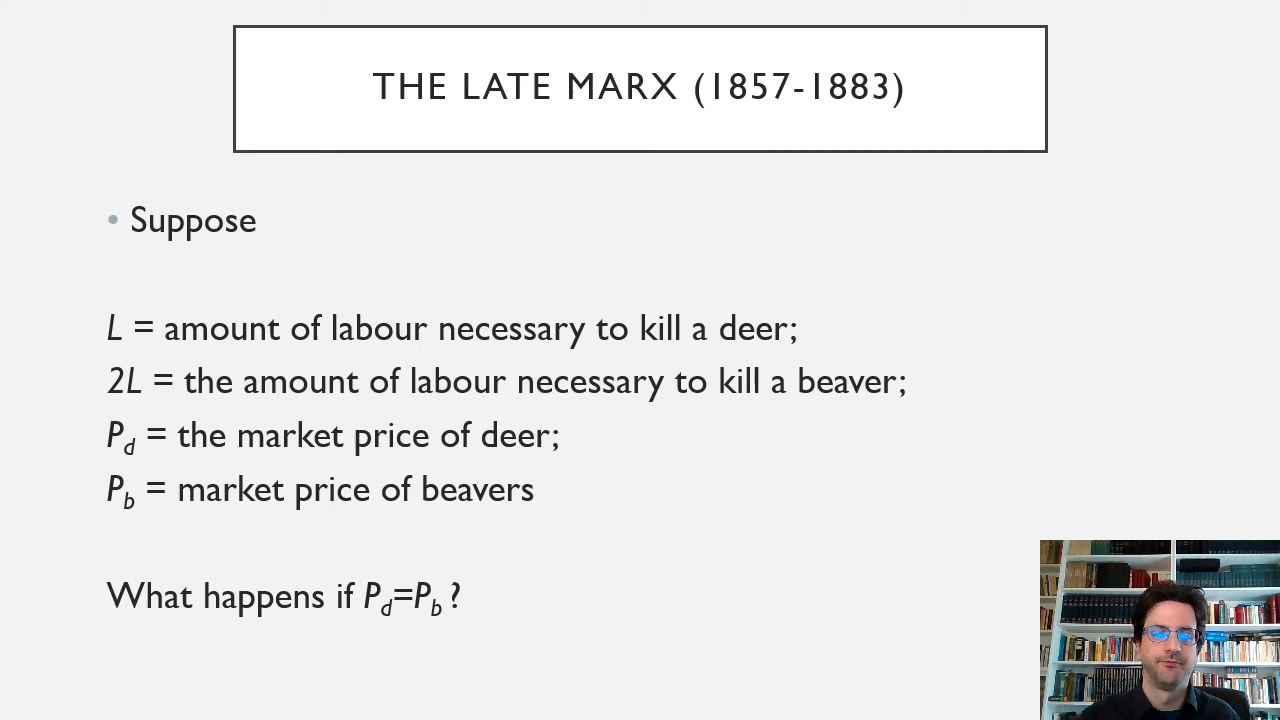 THE LATE MARX (1857-1883)
• Suppose
L = amount of labour necessary to kill a deer;
2L = the amount of labour necessary to kill a beaver;
Pd = the market price of deer;
Pb = market price of beavers
What happens if Pd=Pb ?